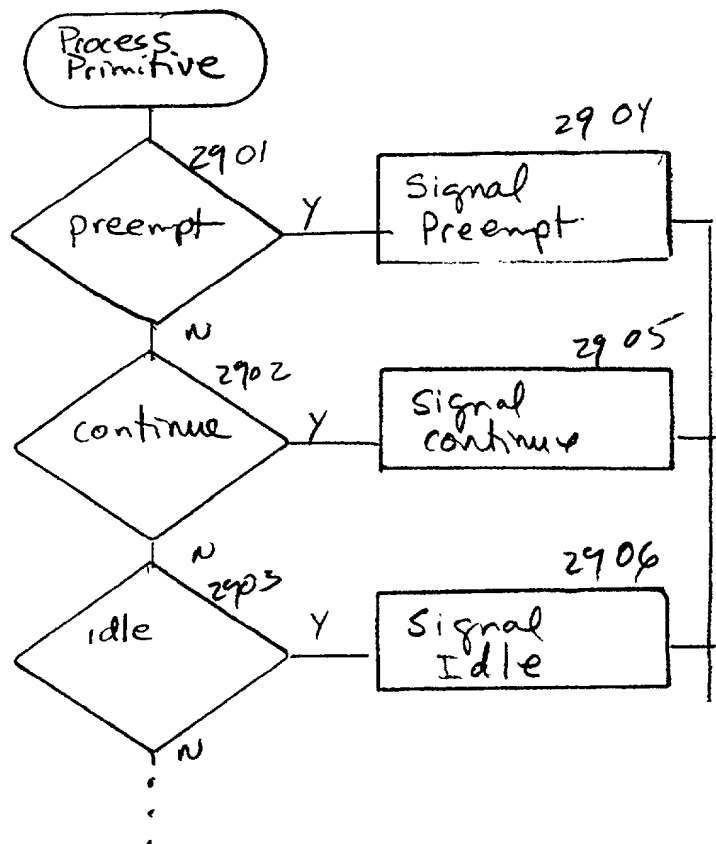 Process
Primitive
2901
preempt
Y
2904
Signal
Preempt
N
2902
continue
Y
2905
Signal
continue
N
2903
idle
Y
2906
Signal
Idle
N